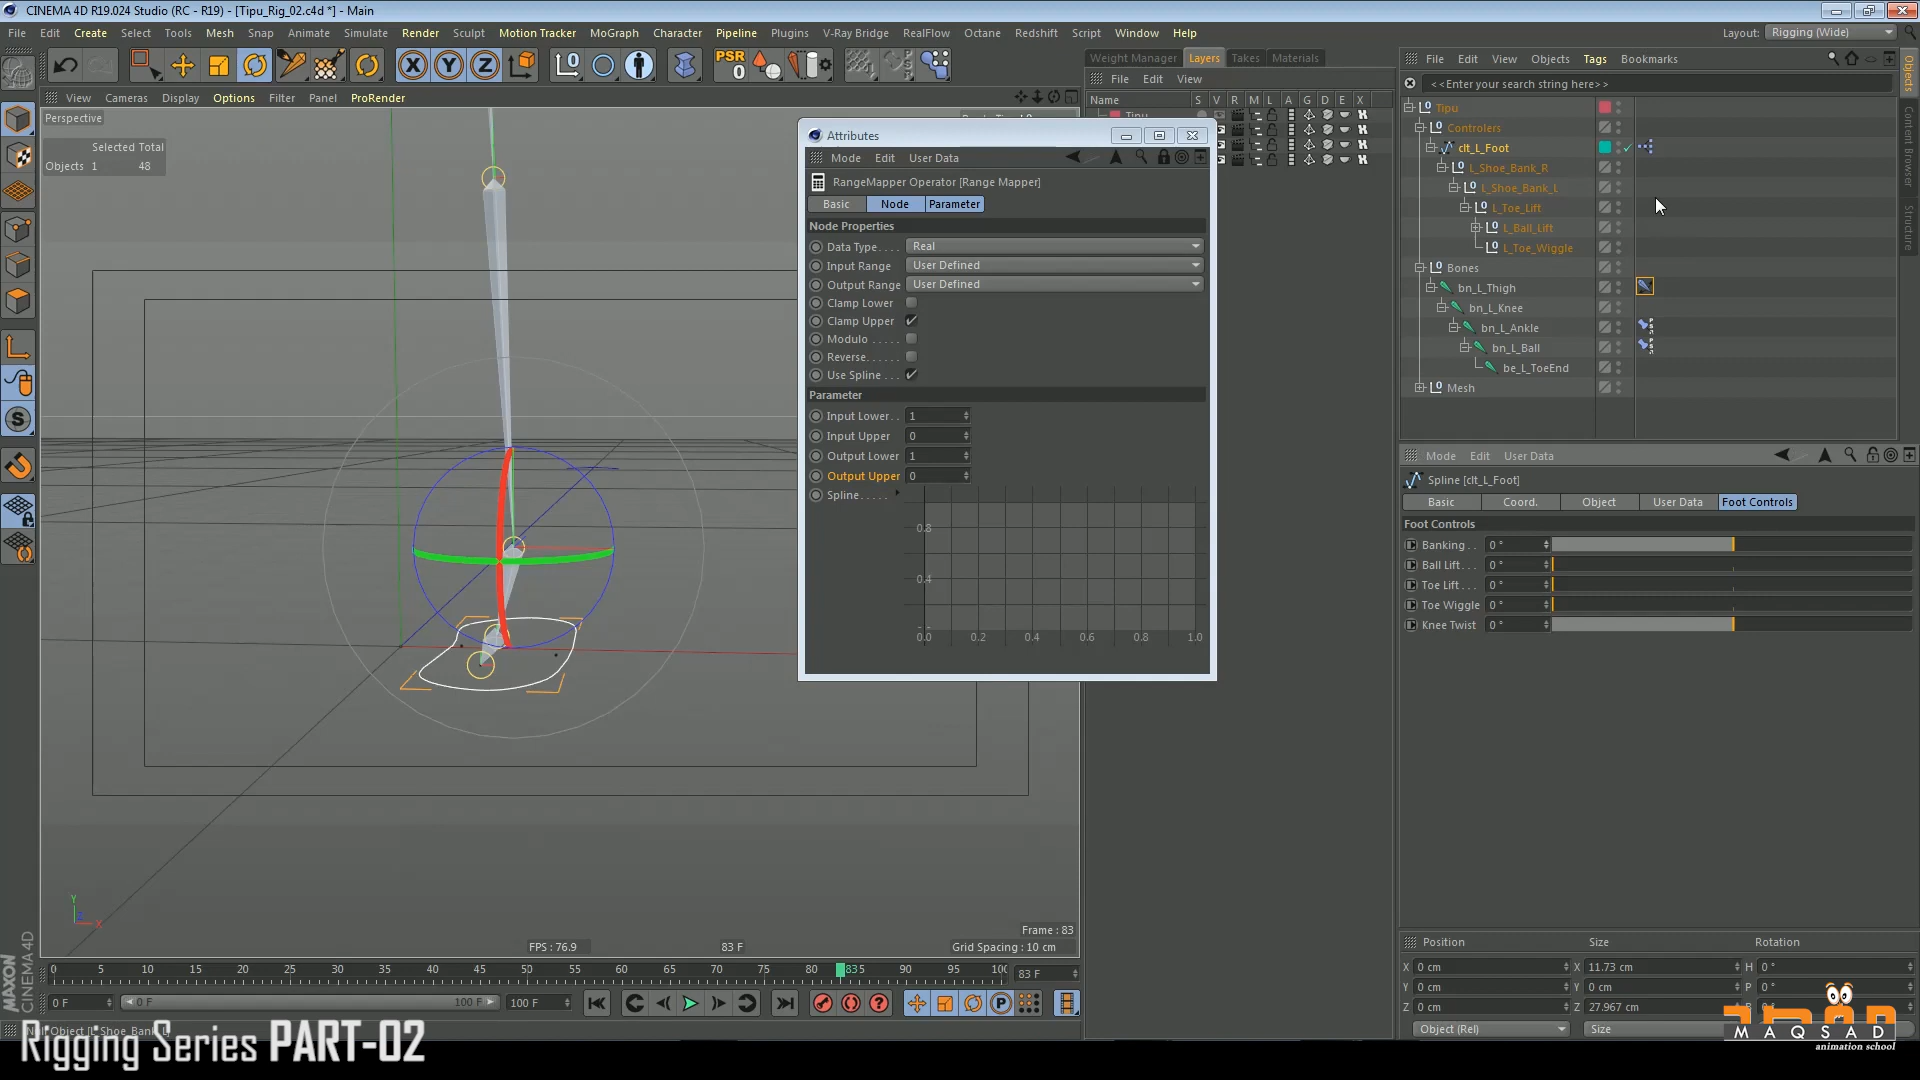 CINEMA 4D R19.024 Studio (RC - R19) - [Tipu_Rig_02.c4d *] - Main
File Edit Create Select Tools Mesh Snap Animate Simulate Render Sculpt Motion Tracker MoGraph Character Pipeline Plugins V-Ray Bridge RealFlow Octane Redshift Script Window Help
Layout: Rigging (Wide)
X Y Z PSR 0
View Cameras Display Options Filter Panel ProRender
Perspective
Selected Total
Objects 1 48
Weight Manager Layers Takes Materials
File Edit View
Name S V R M L A G D E X
Attributes
Mode Edit User Data
RangeMapper Operator [Range Mapper]
Basic Node Parameter
Node Properties
Data Type.... Real
Input Range User Defined
Output Range User Defined
Clamp Lower
Clamp Upper
Modulo .....
Reverse......
Use Spline ...
Parameter
Input Lower.. 1
Input Upper 0
Output Lower 1
Output Upper 0
Spline.....
0.8
0.4
0.0 0.2 0.4 0.6 0.8 1.0
File Edit View Objects Tags Bookmarks
<<Enter your search string here>>
Tipu
Controlers
clt_L_Foot
L_Shoe_Bank_R
L_Shoe_Bank_L
L_Toe_Lift
L_Ball_Lift
L_Toe_Wiggle
Bones
bn_L_Thigh
bn_L_Knee
bn_L_Ankle
bn_L_Ball
be_L_ToeEnd
Mesh
Objects
Content Browser
Structure
Mode Edit User Data
Spline [clt_L_Foot]
Basic Coord. Object User Data Foot Controls
Foot Controls
Banking.. 0 °
Ball Lift... 0 °
Toe Lift... 0 °
Toe Wiggle 0 °
Knee Twist 0 °
Y
X
Frame : 83
FPS : 76.9 83 F Grid Spacing : 10 cm
0 5 10 15 20 25 30 35 40 45 50 55 60 65 70 75 80 835 90 95 100 83 F
0 F 0 F 100 F 100 F
Position Size Rotation
X 0 cm X 11.73 cm H 0 °
Y 0 cm Y 0 cm P 0 °
Z 0 cm Z 27.967 cm
Object (Rel) Size
MAXON
CINEMA 4D
Rigging Series PART-02
MAQSAD
animation school